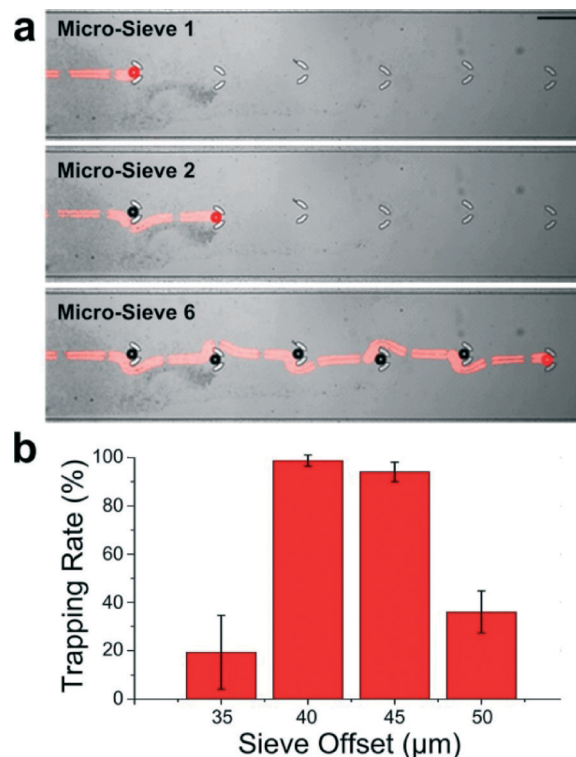 a
Micro-Sieve 1
Micro-Sieve 2
Micro-Sieve 6
b
Trapping Rate (%)
100
80
60
40
20
0
35 40 45 50
Sieve Offset (μm)